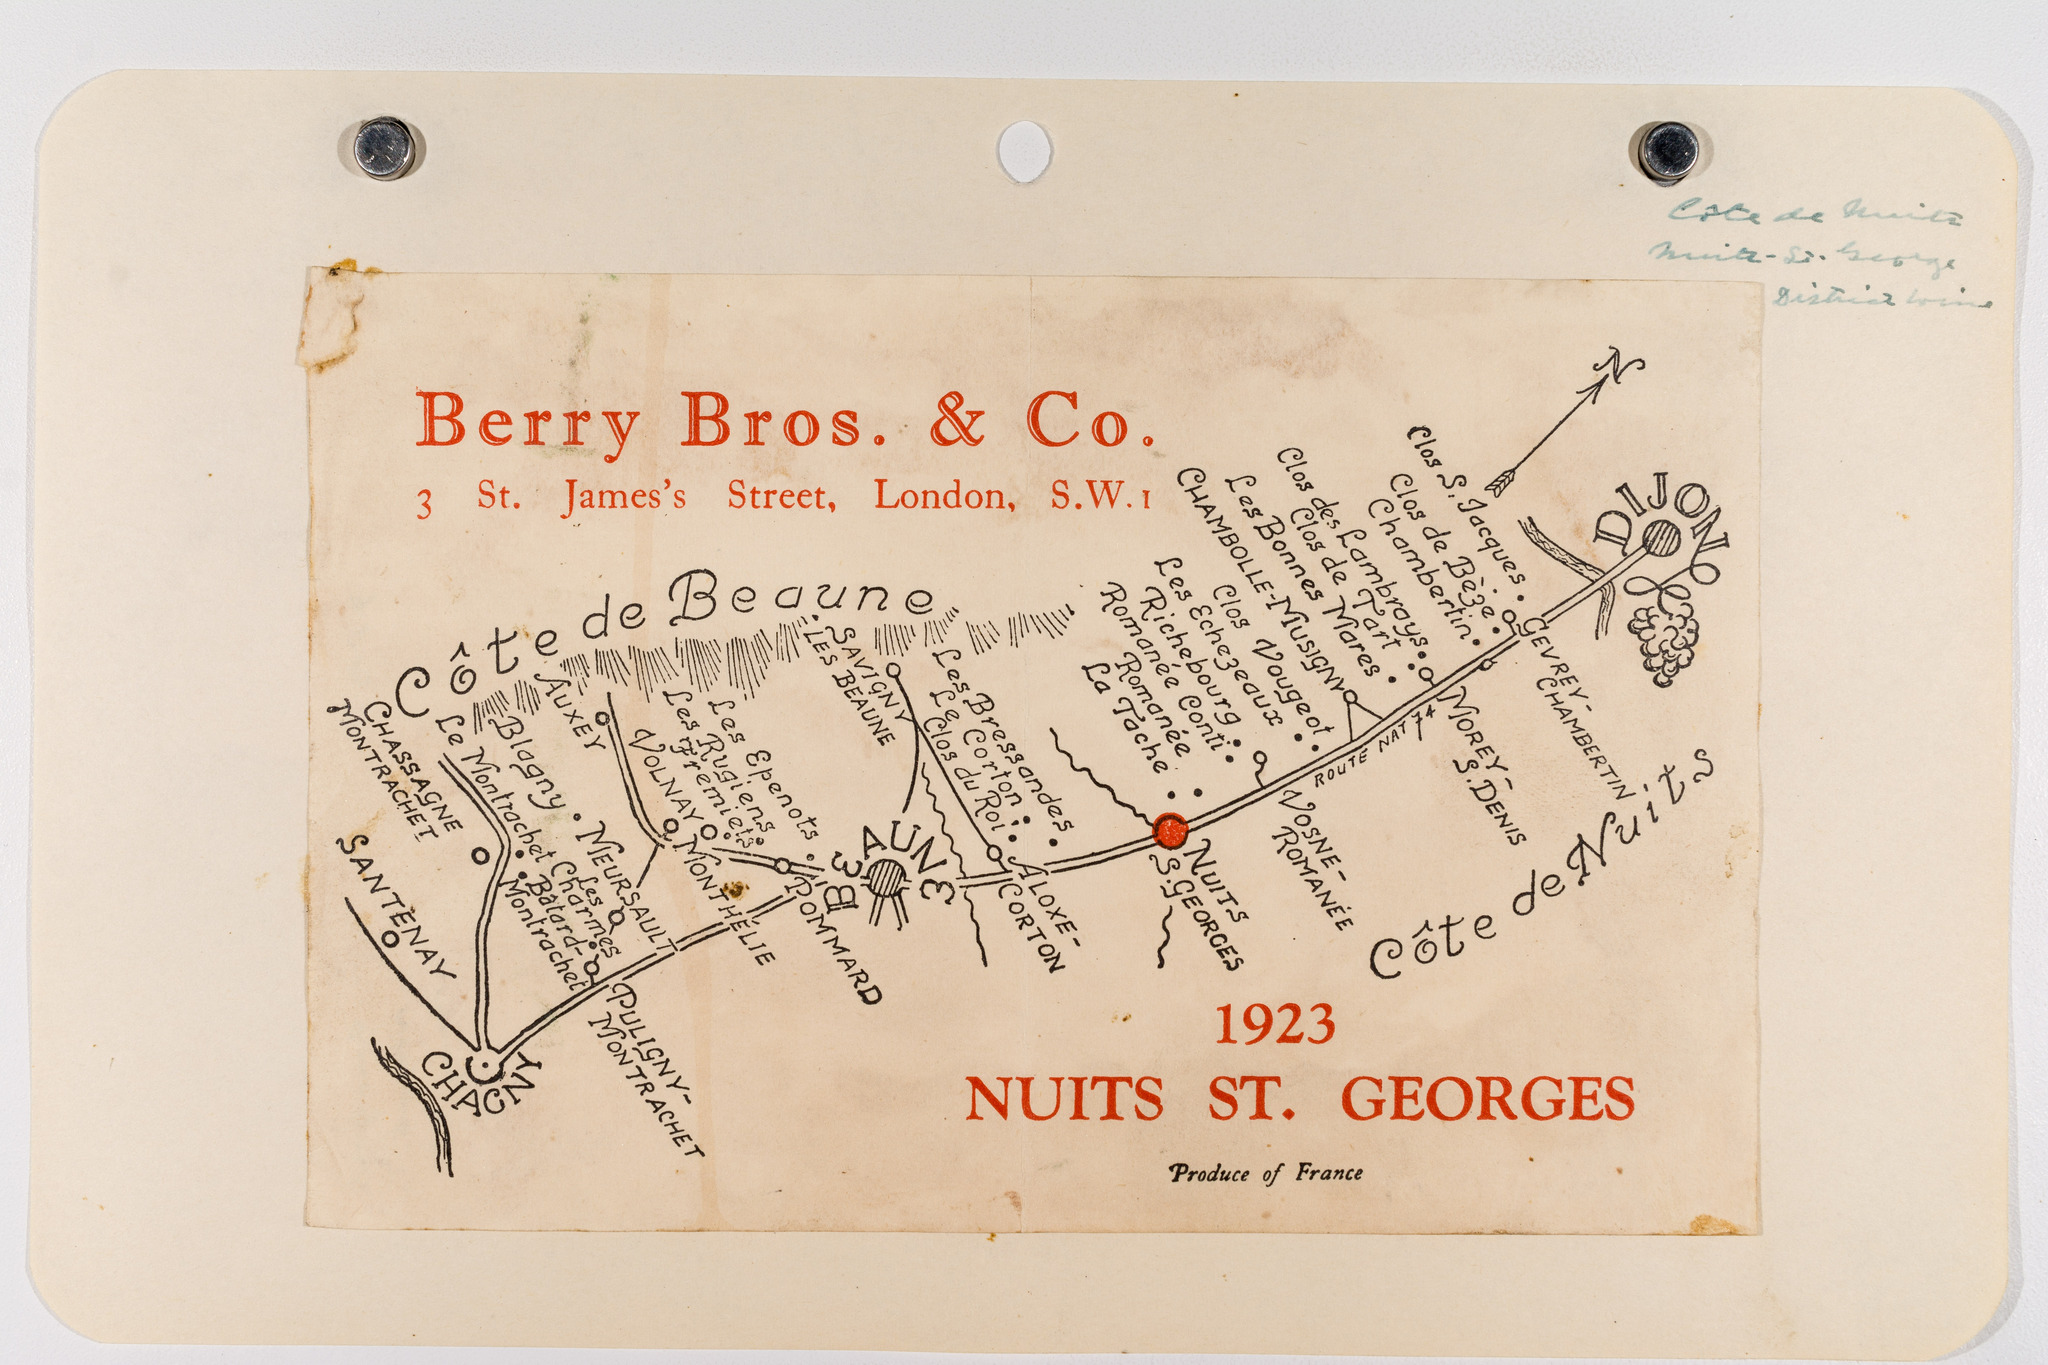 Côte de Nuits
Nuits-St. George
District Wine
Berry Bros. & Co.
3 St. James's Street, London, S.W.1
N
DIJON
Côte de Beaune
Clos S. Jacques
Clos de Bèze
Chambertin
Clos des Lambrays
Clos de Tart
Les Bonnes Mares
CHAMBOLLE-MUSIGNY
Clos Vougeot
Les Echezeaux
Richebourg
Romanée Conti
Romanée
La Tache
GEVREY-
CHAMBERTIN
MOREY-
S. DENIS
ROUTE NAT 74
VOSNE-
ROMANÉE
NUITS
S. GEORGES
Côte de Nuits
Les Bressandes
Le Corton
Clos du Roi
ALOXE-
CORTON
SAVIGNY
LES BEAUNE
BEAUNE
Les Epenots
Les Rugiens
Fremiets
POMMARD
VOLNAY
MONTHELIE
AUXEY
MEURSAULT
Blagny
Les Charmes
Le Montrachet
Bâtard-
Montrachet
PULIGNY-
MONTRACHET
CHASSAGNE
MONTRACHET
SANTENAY
CHAGNY
1923
NUITS ST. GEORGES
Produce of France